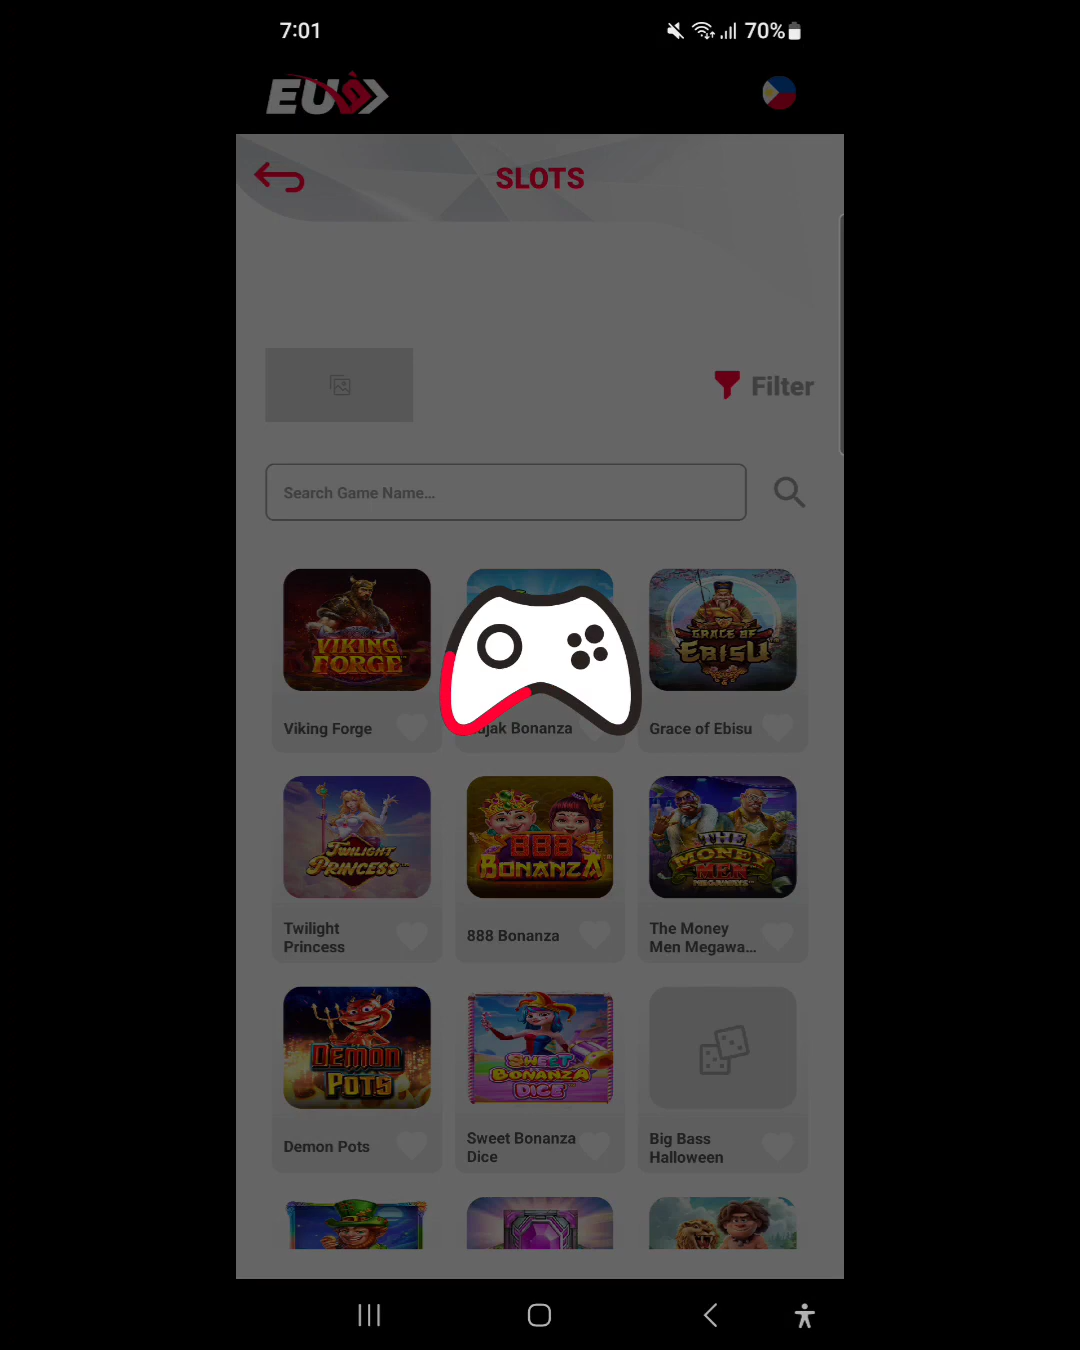 7:01
70%
EU9
SLOTS
Filter
Search Game Name...
VIKING
FORGE
GRACE OF
EBISU
Viking Forge
jak Bonanza
Grace of Ebisu
TWILIGHT
PRINCESS
888
BONANZA
THE
MONEY
MEN
MEGAWAYS
Twilight
Princess
888 Bonanza
The Money
Men Megawa...
DEMON
POTS
SWEET
BONANZA
DICE
Demon Pots
Sweet Bonanza
Dice
Big Bass
Halloween